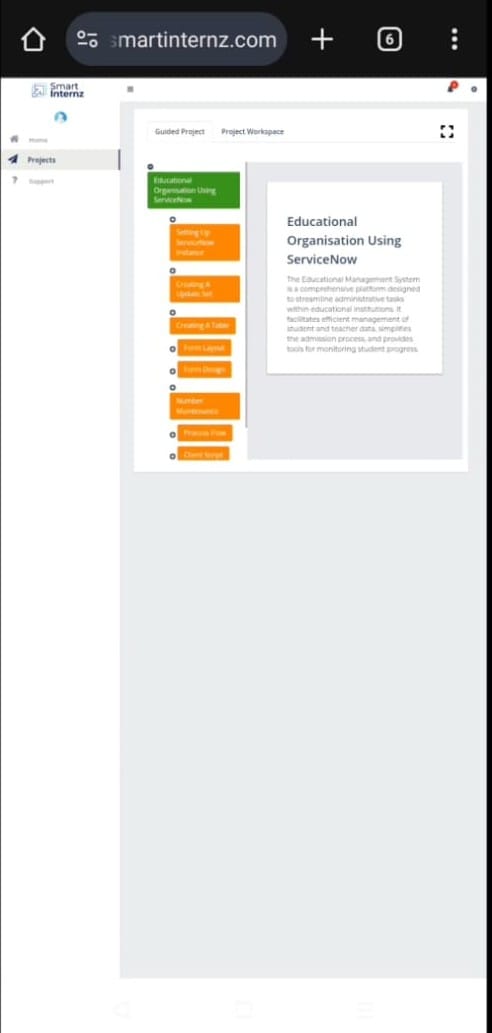 smartinternz.com
6
Smart
Internz
Home
Projects
Support
Guided Project
Project Workspace
Educational
Organisation Using
ServiceNow
Setting Up
ServiceNow
Instance
Creating A
Update Set
Creating A Table
Form Layout
Form Design
Number
Maintenance
Process Flow
Client Script
Educational
Organisation Using
ServiceNow
The Educational Management System
is a comprehensive platform designed
to streamline administrative tasks
within educational institutions. It
facilitates efficient management of
student and teacher data, simplifies
the admission process, and provides
tools for monitoring student progress.